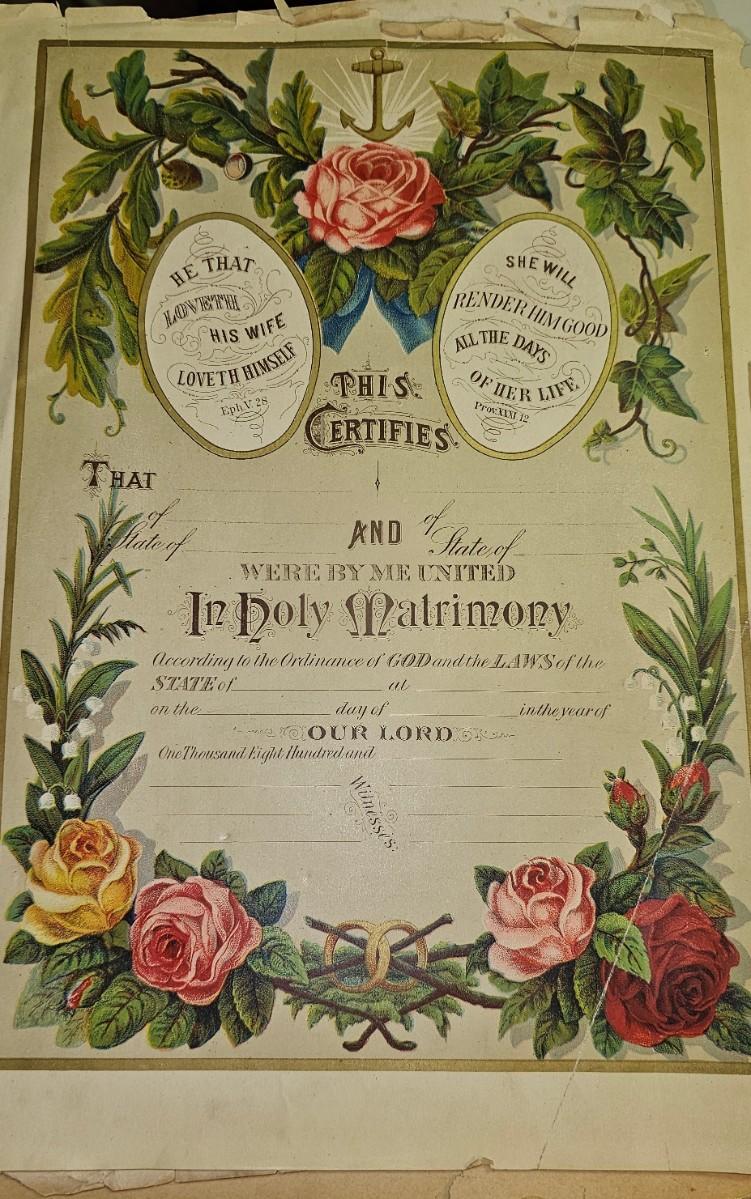 HE THAT
LOVETH
HIS WIFE
LOVETH HIMSELF
Eph. V. 28
SHE WILL
RENDER HIM GOOD
ALL THE DAYS
OF HER LIFE
Prov. XXXI 12
THIS
CERTIFIES
THAT
of of
State of AND State of
WERE BY ME UNITED
In Holy Matrimony
According to the Ordinance of GOD and the LAWS of the
STATE of at
on the day of in the year of
OUR LORD
One Thousand Eight Hundred and
Witnesses: